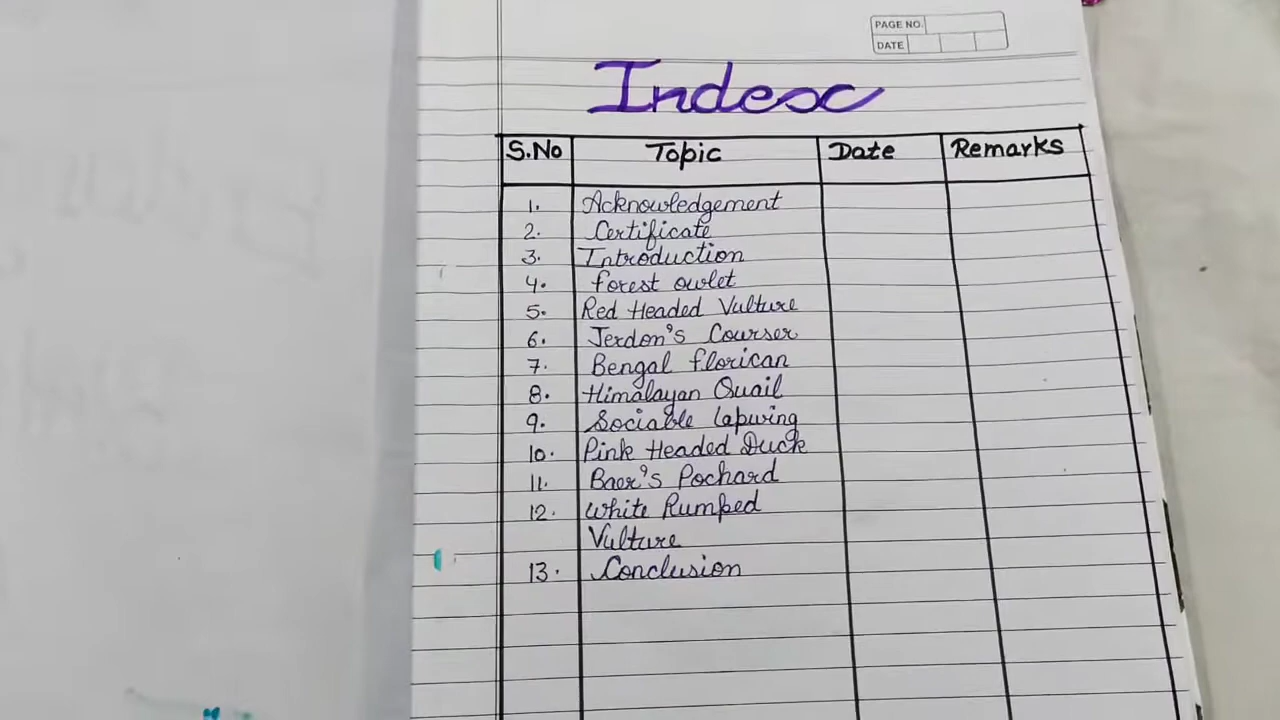 PAGE NO.
DATE
Index
S.No Topic Date Remarks
1. Acknowledgement
2. Certificate
3. Introduction
4. Forest owlet
5. Red Headed Vulture
6. Jerdon's Courser
7. Bengal florican
8. Himalayan Quail
9. Sociable lapwing
10. Pink Headed Duck
11. Baer's Pochard
12. White Rumped
Vulture
13. Conclusion